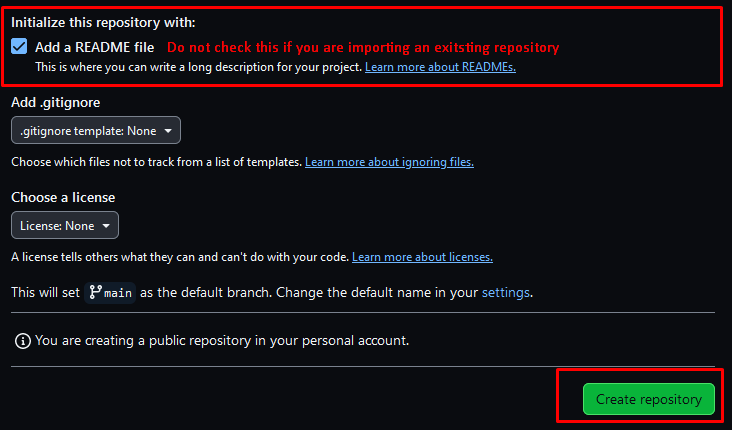 Initialize this repository with:
Add a README file Do not check this if you are importing an exitsting repository
This is where you can write a long description for your project. Learn more about READMEs.
Add .gitignore
.gitignore template: None
Choose which files not to track from a list of templates. Learn more about ignoring files.
Choose a license
License: None
A license tells others what they can and can't do with your code. Learn more about licenses.
This will set main as the default branch. Change the default name in your settings.
You are creating a public repository in your personal account.
Create repository